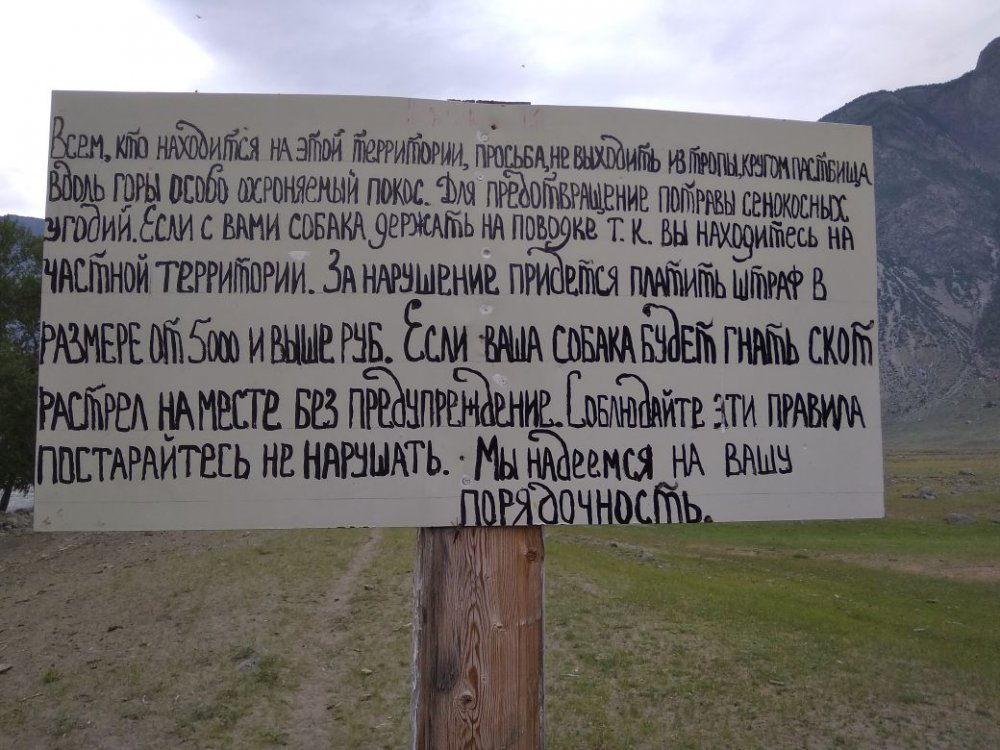 Всем, кто находится на этой территории, просьба, не выходить из тропы, кругом пастбища
вдоль горы особо охроняемый покос. Для предотвращение потравы сенокосных
угодий. Если с вами собака держать на поводке т. к. вы находитесь на
частной территории. За нарушение придется платить штраф в
размере от 5000 и выше руб. Если ваша собака будет гнать скот
растрел на месте без предупреждение. Соблюдайте эти правила
постарайтесь не нарушать. Мы надеемся на вашу
порядочность.